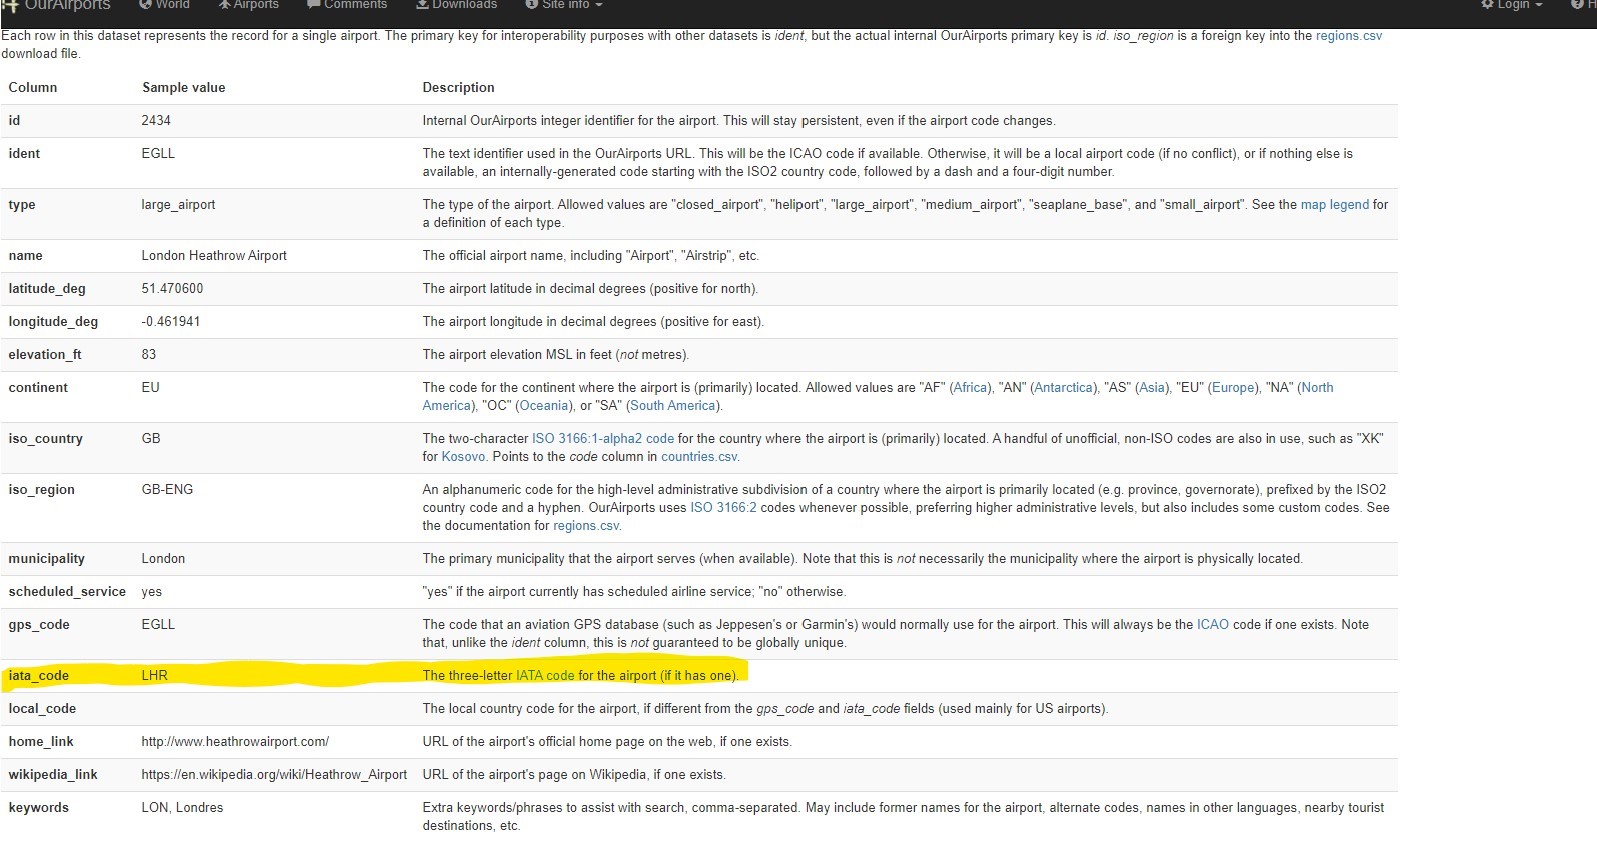 OurAirports World Airports Comments Downloads Site info Login
Each row in this dataset represents the record for a single airport. The primary key for interoperability purposes with other datasets is ident, but the actual internal OurAirports primary key is id. iso_region is a foreign key into the regions.csv
download file.
Column Sample value Description
id 2434 Internal OurAirports integer identifier for the airport. This will stay persistent, even if the airport code changes.
ident EGLL The text identifier used in the OurAirports URL. This will be the ICAO code if available. Otherwise, it will be a local airport code (if no conflict), or if nothing else is
available, an internally-generated code starting with the ISO2 country code, followed by a dash and a four-digit number.
type large_airport The type of the airport. Allowed values are "closed_airport", "heliport", "large_airport", "medium_airport", "seaplane_base", and "small_airport". See the map legend for
a definition of each type.
name London Heathrow Airport The official airport name, including "Airport", "Airstrip", etc.
latitude_deg 51.470600 The airport latitude in decimal degrees (positive for north).
longitude_deg -0.461941 The airport longitude in decimal degrees (positive for east).
elevation_ft 83 The airport elevation MSL in feet (not metres).
continent EU The code for the continent where the airport is (primarily) located. Allowed values are "AF" (Africa), "AN" (Antarctica), "AS" (Asia), "EU" (Europe), "NA" (North
America), "OC" (Oceania), or "SA" (South America).
iso_country GB The two-character ISO 3166:1-alpha2 code for the country where the airport is (primarily) located. A handful of unofficial, non-ISO codes are also in use, such as "XK"
for Kosovo. Points to the code column in countries.csv.
iso_region GB-ENG An alphanumeric code for the high-level administrative subdivision of a country where the airport is primarily located (e.g. province, governorate), prefixed by the ISO2
country code and a hyphen. OurAirports uses ISO 3166:2 codes whenever possible, preferring higher administrative levels, but also includes some custom codes. See
the documentation for regions.csv.
municipality London The primary municipality that the airport serves (when available). Note that this is not necessarily the municipality where the airport is physically located.
scheduled_service yes "yes" if the airport currently has scheduled airline service; "no" otherwise.
gps_code EGLL The code that an aviation GPS database (such as Jeppesen's or Garmin's) would normally use for the airport. This will always be the ICAO code if one exists. Note
that, unlike the ident column, this is not guaranteed to be globally unique.
iata_code LHR The three-letter IATA code for the airport (if it has one).
local_code The local country code for the airport, if different from the gps_code and iata_code fields (used mainly for US airports).
home_link http://www.heathrowairport.com/ URL of the airport's official home page on the web, if one exists.
wikipedia_link https://en.wikipedia.org/wiki/Heathrow_Airport URL of the airport's page on Wikipedia, if one exists.
keywords LON, Londres Extra keywords/phrases to assist with search, comma-separated. May include former names for the airport, alternate codes, names in other languages, nearby tourist
destinations, etc.